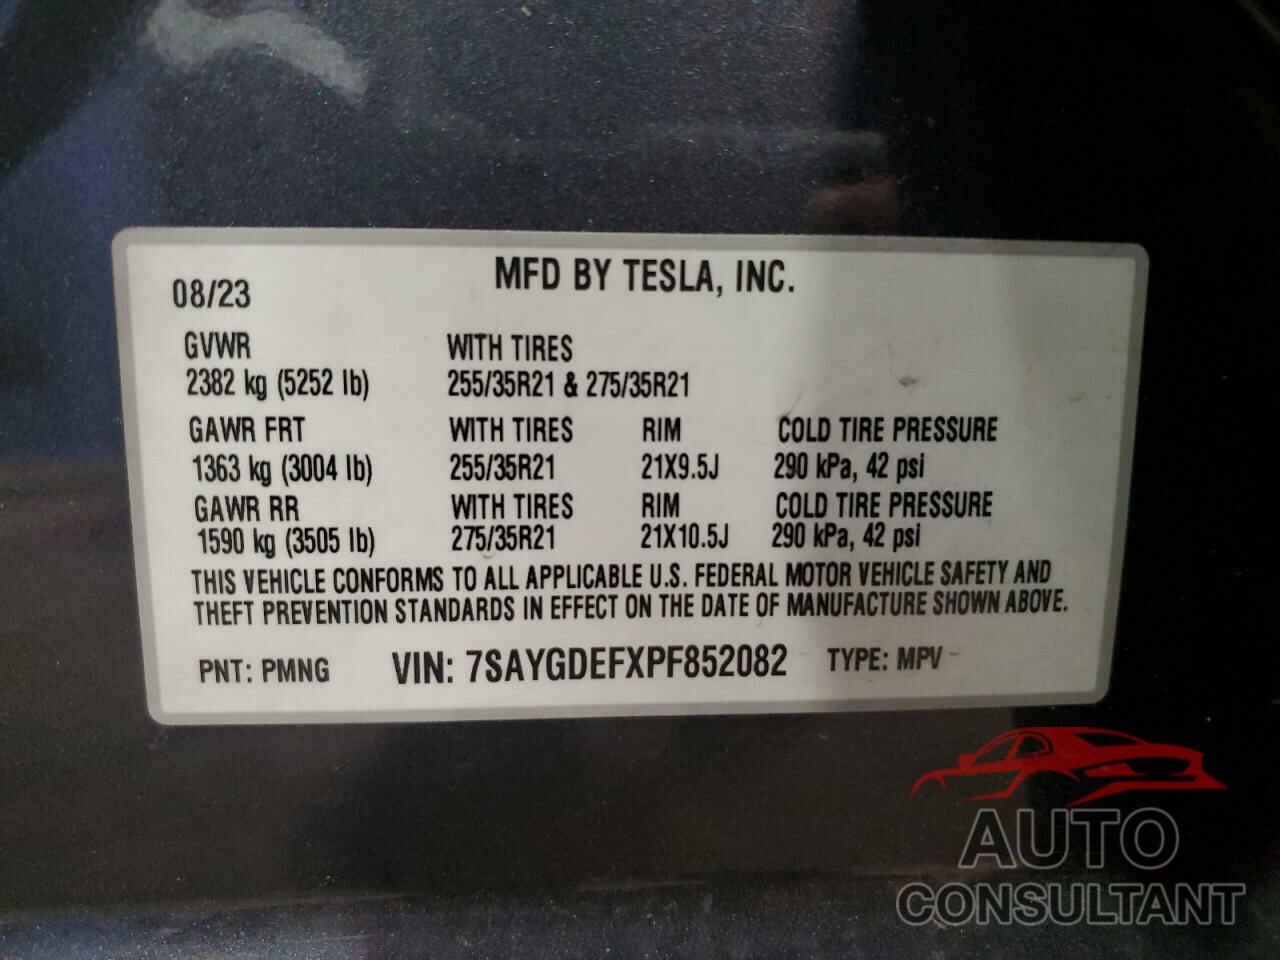 MFD BY TESLA, INC.
08/23
GVWR WITH TIRES
2382 kg (5252 lb) 255/35R21 & 275/35R21
GAWR FRT WITH TIRES RIM COLD TIRE PRESSURE
1363 kg (3004 lb) 255/35R21 21X9.5J 290 kPa, 42 psi
GAWR RR WITH TIRES RIM COLD TIRE PRESSURE
1590 kg (3505 lb) 275/35R21 21X10.5J 290 kPa, 42 psi
THIS VEHICLE CONFORMS TO ALL APPLICABLE U.S. FEDERAL MOTOR VEHICLE SAFETY AND
THEFT PREVENTION STANDARDS IN EFFECT ON THE DATE OF MANUFACTURE SHOWN ABOVE.
PNT: PMNG VIN: 7SAYGDEFXPF852082 TYPE: MPV
AUTO
CONSULTANT